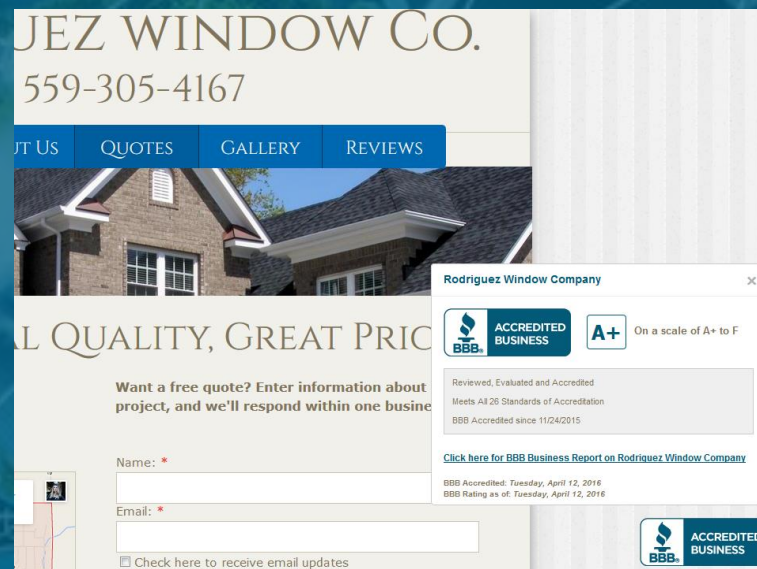 UEZ WINDOW CO.
559-305-4167
UT US QUOTES GALLERY REVIEWS
L QUALITY, GREAT PRIC
Want a free quote? Enter information about
project, and we'll respond within one busine
Name: *
Email: *
Check here to receive email updates
Rodriguez Window Company ×
BBB® ACCREDITED BUSINESS A+ On a scale of A+ to F
Reviewed, Evaluated and Accredited
Meets All 26 Standards of Accreditation
BBB Accredited since 11/24/2015
Click here for BBB Business Report on Rodriguez Window Company
BBB Accredited: Tuesday, April 12, 2016
BBB Rating as of: Tuesday, April 12, 2016
BBB® ACCREDITED BUSINESS